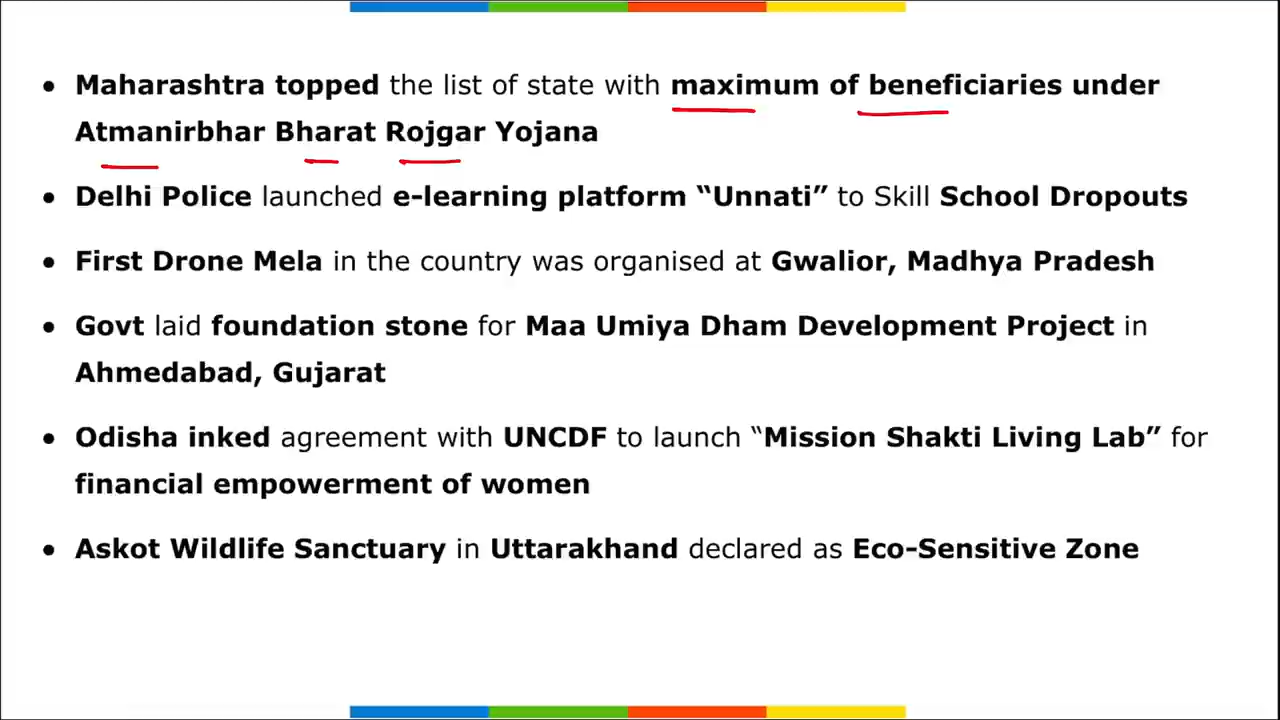 • Maharashtra topped the list of state with maximum of beneficiaries under
Atmanirbhar Bharat Rojgar Yojana
• Delhi Police launched e-learning platform “Unnati” to Skill School Dropouts
• First Drone Mela in the country was organised at Gwalior, Madhya Pradesh
• Govt laid foundation stone for Maa Umiya Dham Development Project in
Ahmedabad, Gujarat
• Odisha inked agreement with UNCDF to launch “Mission Shakti Living Lab” for
financial empowerment of women
• Askot Wildlife Sanctuary in Uttarakhand declared as Eco-Sensitive Zone